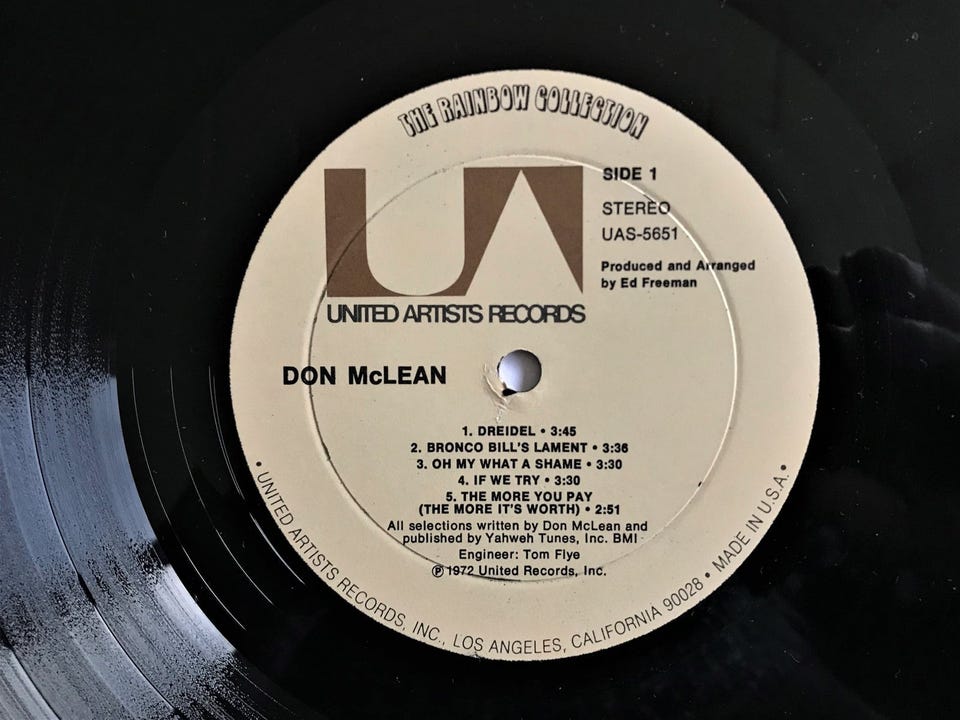 THE RAINBOW COLLECTION
UA
UNITED ARTISTS RECORDS
SIDE 1
STEREO
UAS-5651
Produced and Arranged
by Ed Freeman
DON McLEAN
1. DREIDEL • 3:45
2. BRONCO BILL'S LAMENT • 3:36
3. OH MY WHAT A SHAME • 3:30
4. IF WE TRY • 3:30
5. THE MORE YOU PAY
(THE MORE IT'S WORTH) • 2:51
All selections written by Don McLean and
published by Yahweh Tunes, Inc. BMI
Engineer: Tom Flye
℗ 1972 United Records, Inc.
• UNITED ARTISTS RECORDS, INC., LOS ANGELES, CALIFORNIA 90028 • MADE IN U.S.A. •